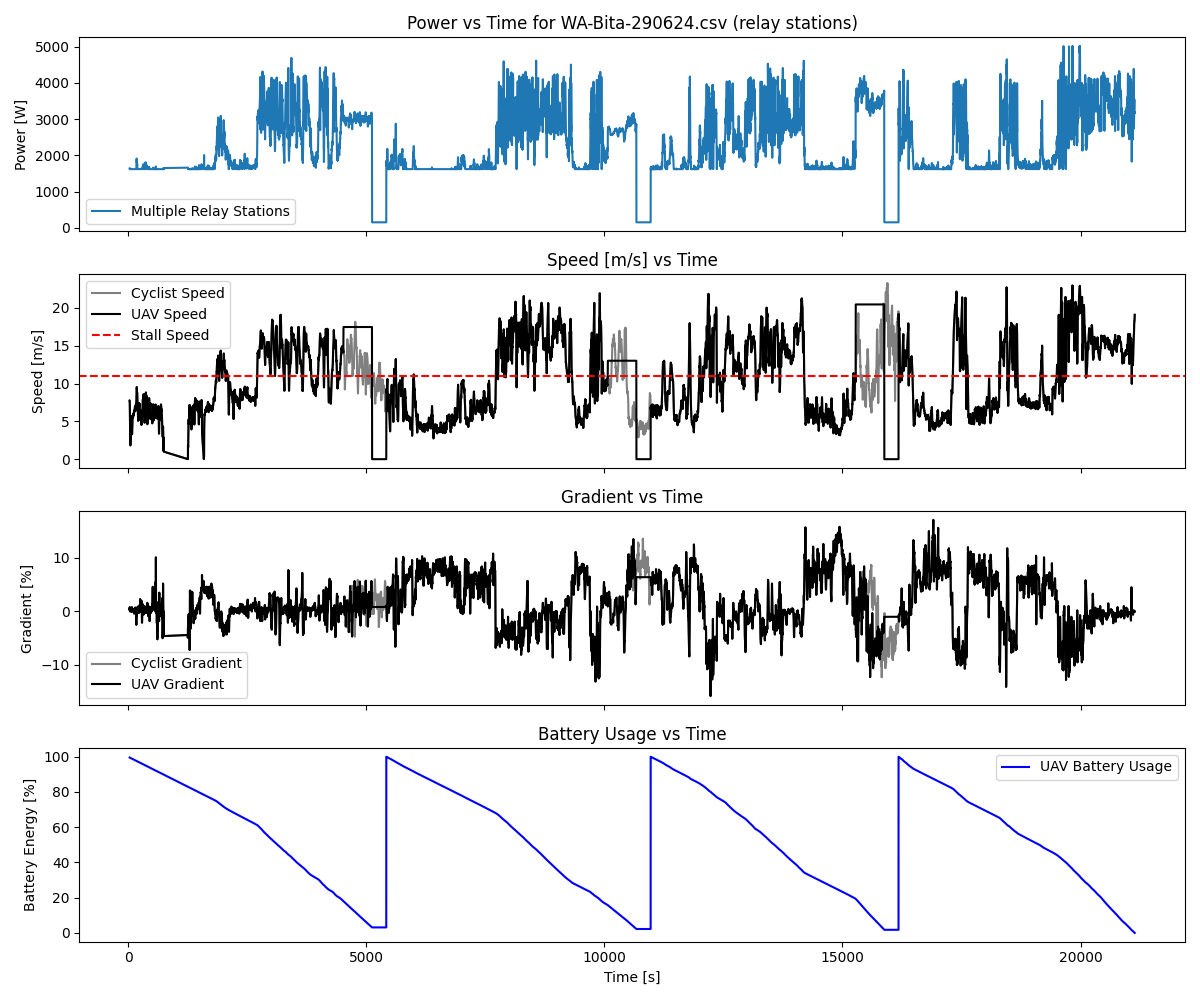 Power vs Time for WA-Bita-290624.csv (relay stations)
5000
4000
3000
2000
1000
0
Power [W]
Multiple Relay Stations
Speed [m/s] vs Time
20
15
10
5
0
Speed [m/s]
Cyclist Speed
UAV Speed
Stall Speed
Gradient vs Time
10
0
−10
Gradient [%]
Cyclist Gradient
UAV Gradient
Battery Usage vs Time
100
80
60
40
20
0
Battery Energy [%]
UAV Battery Usage
0 5000 10000 15000 20000
Time [s]